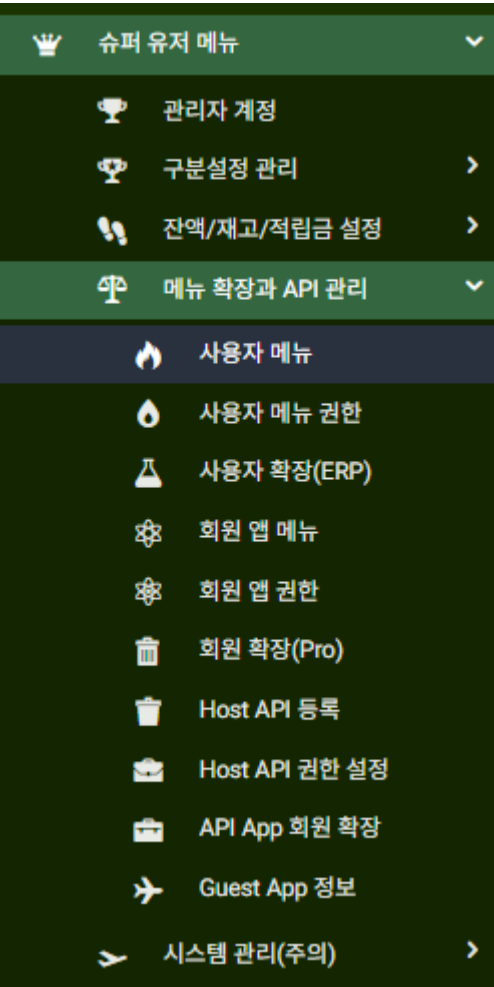 슈퍼 유저 메뉴
관리자 계정
구분설정 관리
잔액/재고/적립금 설정
메뉴 확장과 API 관리
사용자 메뉴
사용자 메뉴 권한
사용자 확장(ERP)
회원 앱 메뉴
회원 앱 권한
회원 확장(Pro)
Host API 등록
Host API 권한 설정
API App 회원 확장
Guest App 정보
시스템 관리(주의)